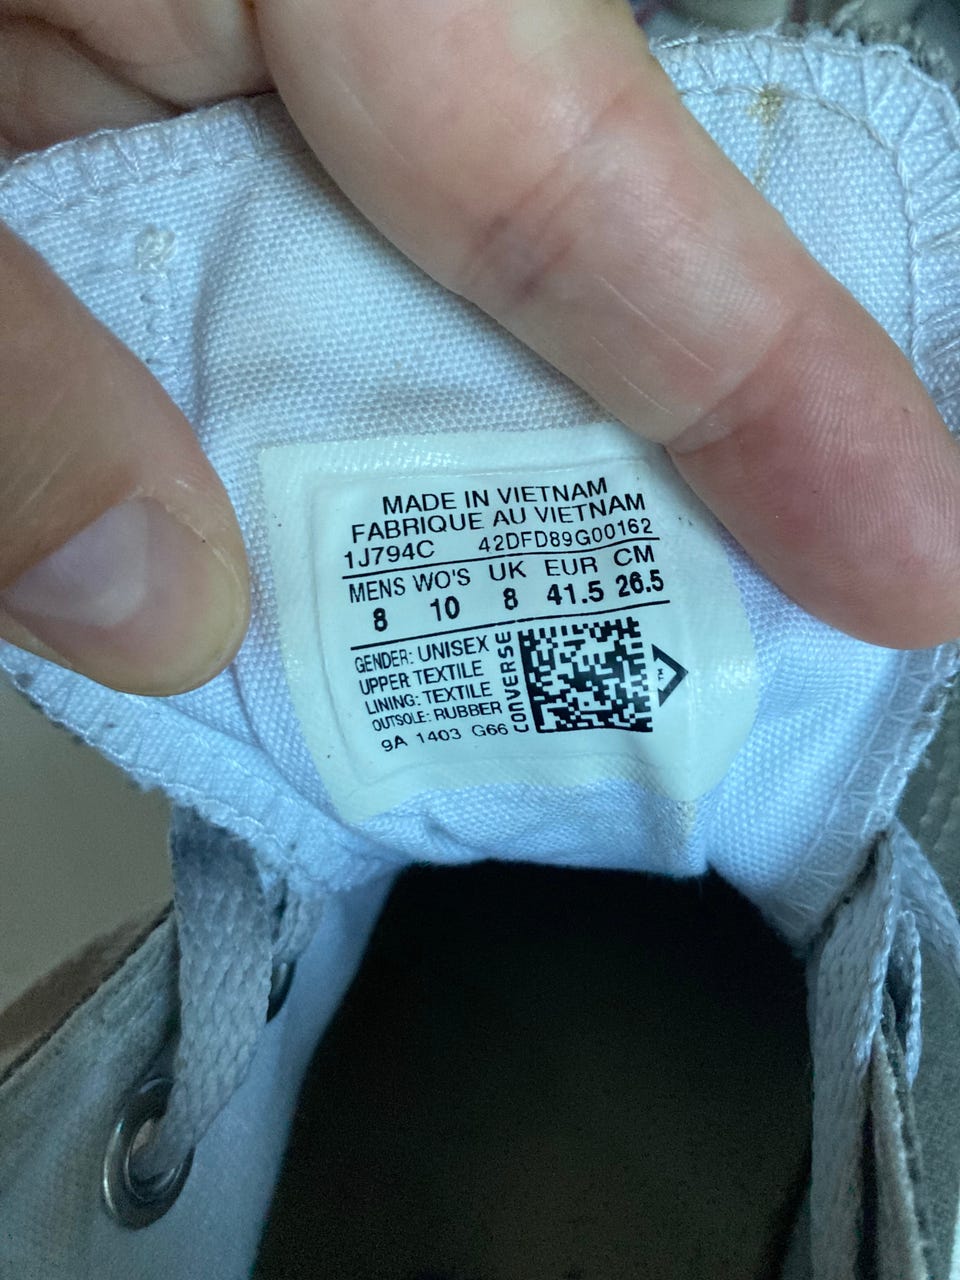 MADE IN VIETNAM
FABRIQUE AU VIETNAM
1J794C 42DFD89G00162
MENS WO'S UK EUR CM
8 10 8 41.5 26.5
GENDER: UNISEX
UPPER TEXTILE
LINING: TEXTILE
OUTSOLE: RUBBER
9A 1403 G66
CONVERSE
TM